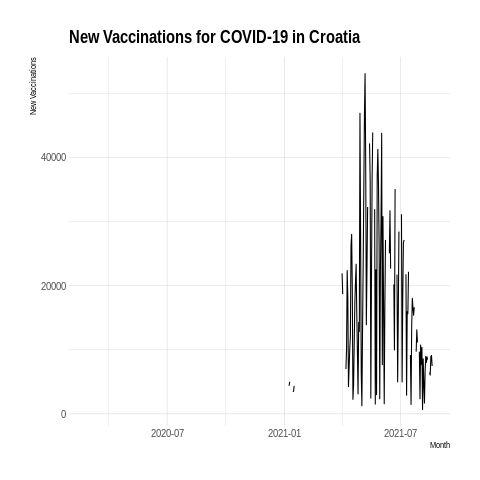 New Vaccinations for COVID-19 in Croatia
New Vaccinations
40000
20000
0
2020-07 2021-01 2021-07
Month